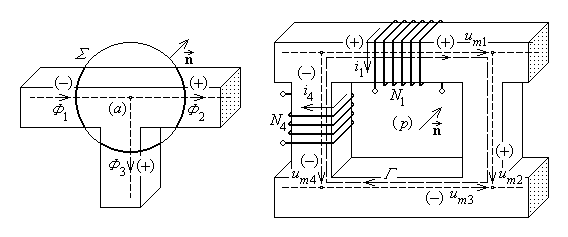 Σ
n
(−) (+)
(a)
Φ1 Φ2
Φ3 (+)
(+) (+) um1
i1
(−)
i4 N1
(p) n
N4
(+)
(−)
um4 Γ um2
(−) um3